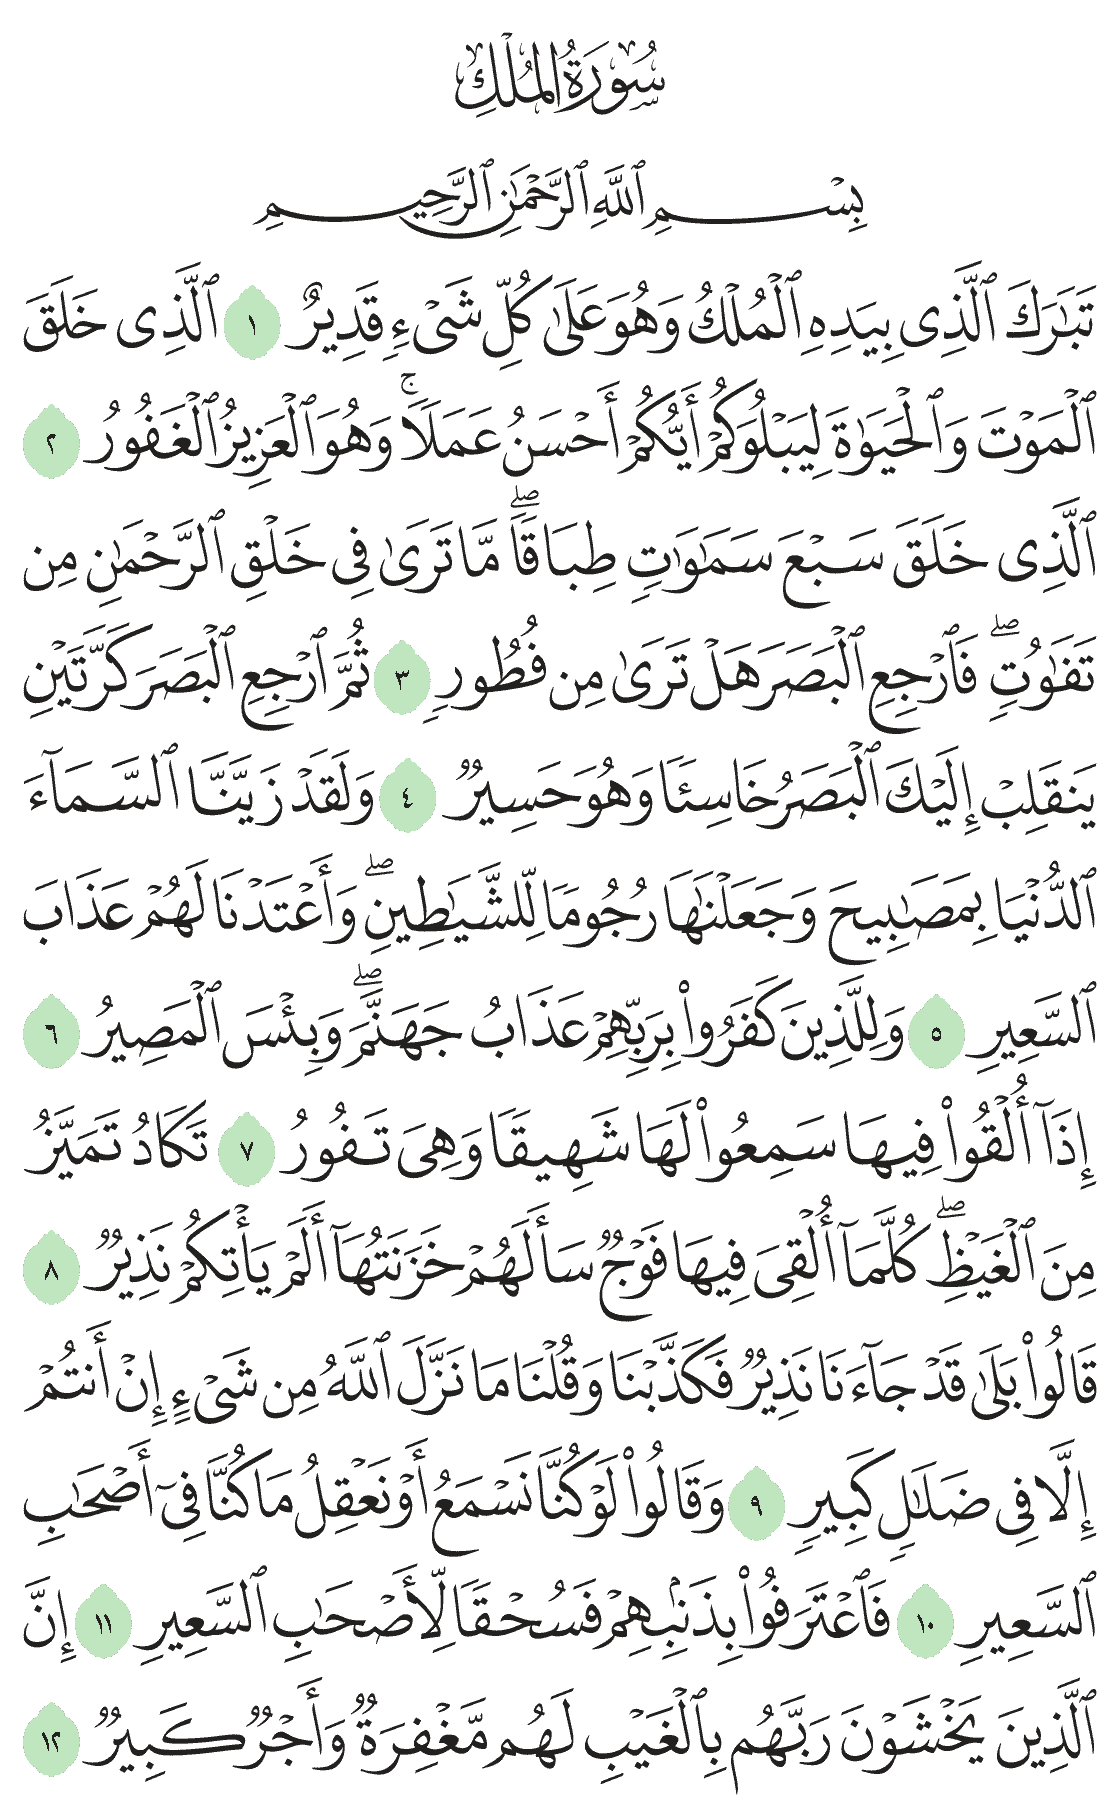 سُورَةُ الْمُلْكِ
بِسْمِ ٱللَّهِ ٱلرَّحْمَٰنِ ٱلرَّحِيمِ
تَبَٰرَكَ ٱلَّذِى بِيَدِهِ ٱلْمُلْكُ وَهُوَ عَلَىٰ كُلِّ شَىْءٍ قَدِيرٌ ١ ٱلَّذِى خَلَقَ
ٱلْمَوْتَ وَٱلْحَيَوٰةَ لِيَبْلُوَكُمْ أَيُّكُمْ أَحْسَنُ عَمَلًا ۚ وَهُوَ ٱلْعَزِيزُ ٱلْغَفُورُ ٢
ٱلَّذِى خَلَقَ سَبْعَ سَمَٰوَٰتٍ طِبَاقًا ۖ مَّا تَرَىٰ فِى خَلْقِ ٱلرَّحْمَٰنِ مِن
تَفَٰوُتٍ ۖ فَٱرْجِعِ ٱلْبَصَرَ هَلْ تَرَىٰ مِن فُطُورٍ ٣ ثُمَّ ٱرْجِعِ ٱلْبَصَرَ كَرَّتَيْنِ
يَنقَلِبْ إِلَيْكَ ٱلْبَصَرُ خَاسِئًا وَهُوَ حَسِيرٌ ٤ وَلَقَدْ زَيَّنَّا ٱلسَّمَآءَ
ٱلدُّنْيَا بِمَصَٰبِيحَ وَجَعَلْنَٰهَا رُجُومًا لِّلشَّيَٰطِينِ ۖ وَأَعْتَدْنَا لَهُمْ عَذَابَ
ٱلسَّعِيرِ ٥ وَلِلَّذِينَ كَفَرُوا۟ بِرَبِّهِمْ عَذَابُ جَهَنَّمَ ۖ وَبِئْسَ ٱلْمَصِيرُ ٦
إِذَآ أُلْقُوا۟ فِيهَا سَمِعُوا۟ لَهَا شَهِيقًا وَهِىَ تَفُورُ ٧ تَكَادُ تَمَيَّزُ
مِنَ ٱلْغَيْظِ ۖ كُلَّمَآ أُلْقِىَ فِيهَا فَوْجٌ سَأَلَهُمْ خَزَنَتُهَآ أَلَمْ يَأْتِكُمْ نَذِيرٌ ٨
قَالُوا۟ بَلَىٰ قَدْ جَآءَنَا نَذِيرٌ فَكَذَّبْنَا وَقُلْنَا مَا نَزَّلَ ٱللَّهُ مِن شَىْءٍ إِنْ أَنتُمْ
إِلَّا فِى ضَلَٰلٍ كَبِيرٍ ٩ وَقَالُوا۟ لَوْ كُنَّا نَسْمَعُ أَوْ نَعْقِلُ مَا كُنَّا فِىٓ أَصْحَٰبِ
ٱلسَّعِيرِ ١٠ فَٱعْتَرَفُوا۟ بِذَنۢبِهِمْ فَسُحْقًا لِّأَصْحَٰبِ ٱلسَّعِيرِ ١١ إِنَّ
ٱلَّذِينَ يَخْشَوْنَ رَبَّهُم بِٱلْغَيْبِ لَهُم مَّغْفِرَةٌ وَأَجْرٌ كَبِيرٌ ١٢